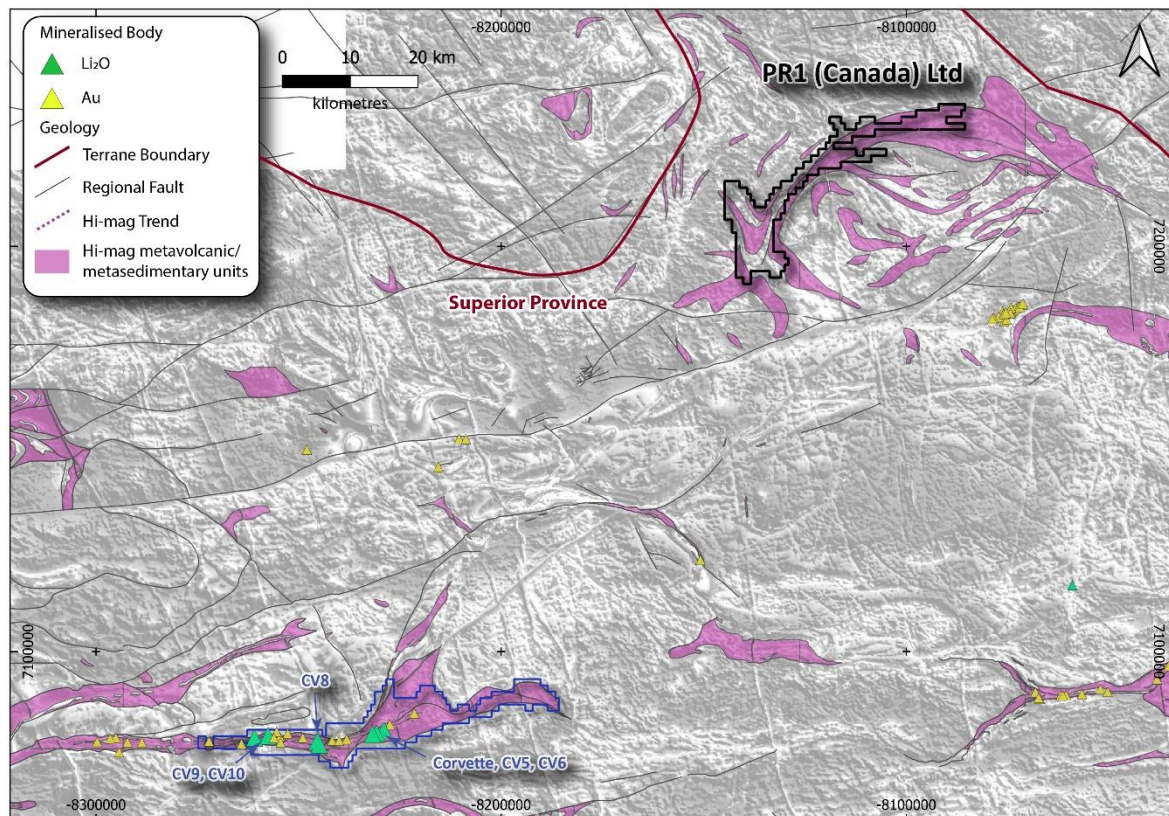 Mineralised Body
Li₂O
Au
Geology
Terrane Boundary
Regional Fault
Hi-mag Trend
Hi-mag metavolcanic/
metasedimentary units
0 10 20 km
kilometres
-8200000
-8100000
PR1 (Canada) Ltd
7200000
Superior Province
7100000
7100000
CV8
CV9, CV10
Corvette, CV5, CV6
-8300000
-8200000
-8100000